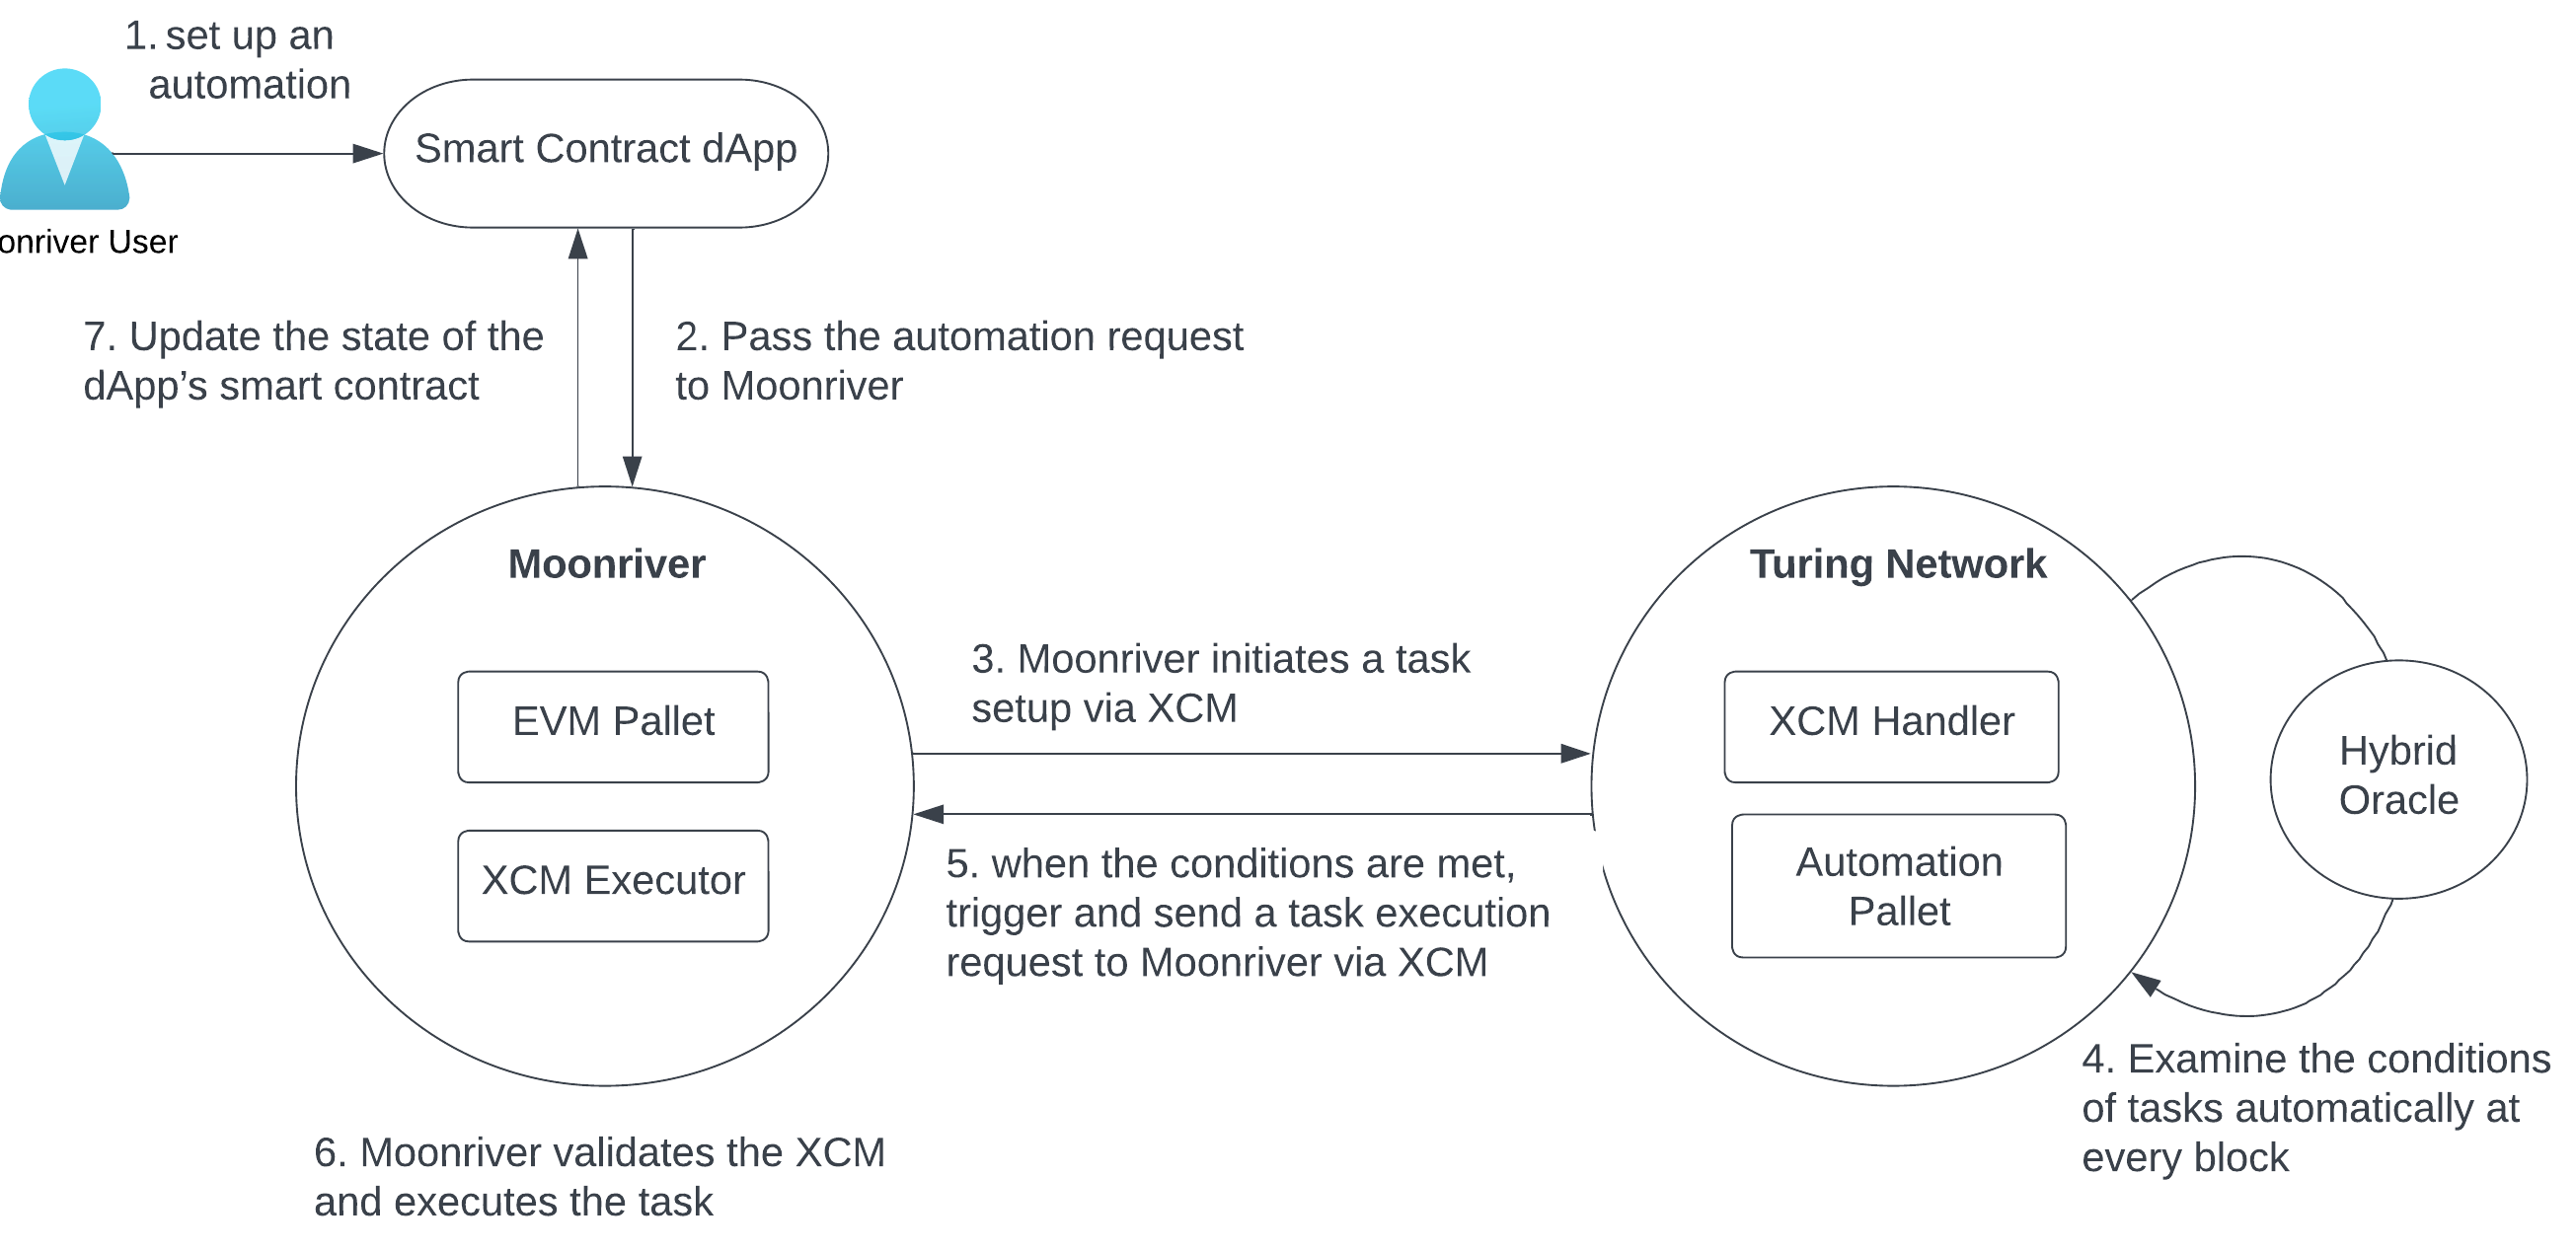 1. set up an
automation
Smart Contract dApp
onriver User
7. Update the state of the
dApp’s smart contract
2. Pass the automation request
to Moonriver
Moonriver
EVM Pallet
XCM Executor
3. Moonriver initiates a task
setup via XCM
5. when the conditions are met,
trigger and send a task execution
request to Moonriver via XCM
Turing Network
XCM Handler
Automation
Pallet
Hybrid
Oracle
4. Examine the conditions
of tasks automatically at
every block
6. Moonriver validates the XCM
and executes the task